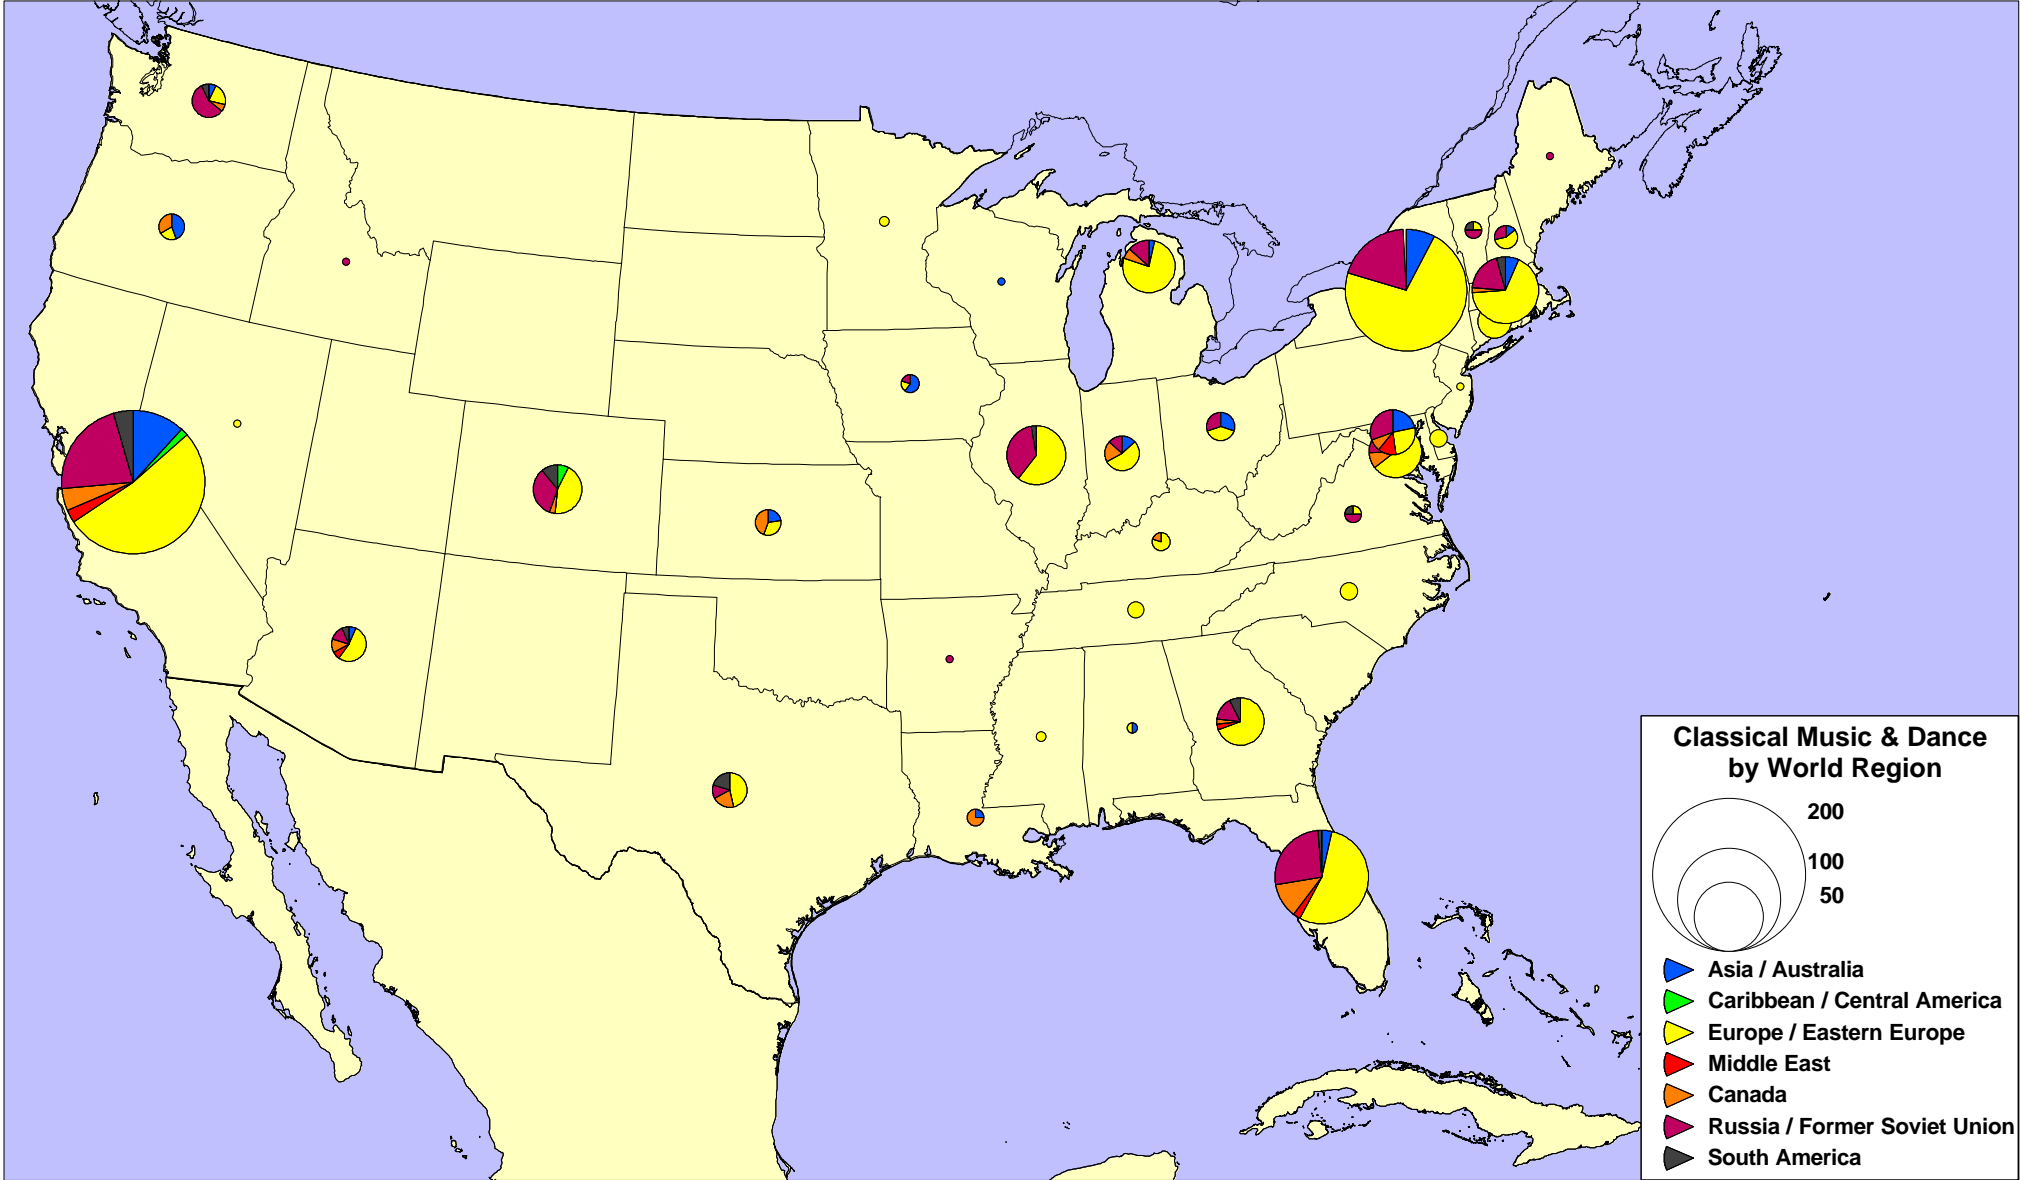 Classical Music & Dance
by World Region
200
100
50
Asia / Australia
Caribbean / Central America
Europe / Eastern Europe
Middle East
Canada
Russia / Former Soviet Union
South America